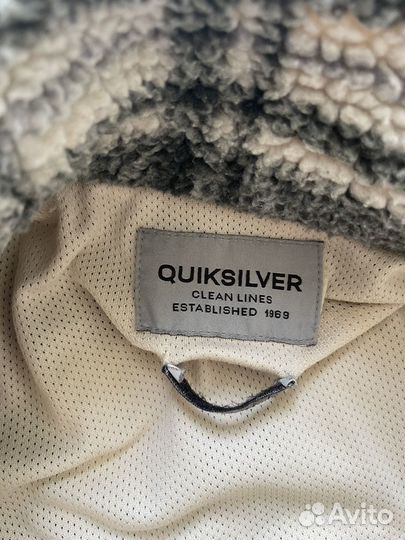 QUIKSILVER
CLEAN LINES
ESTABLISHED 1969
Avito